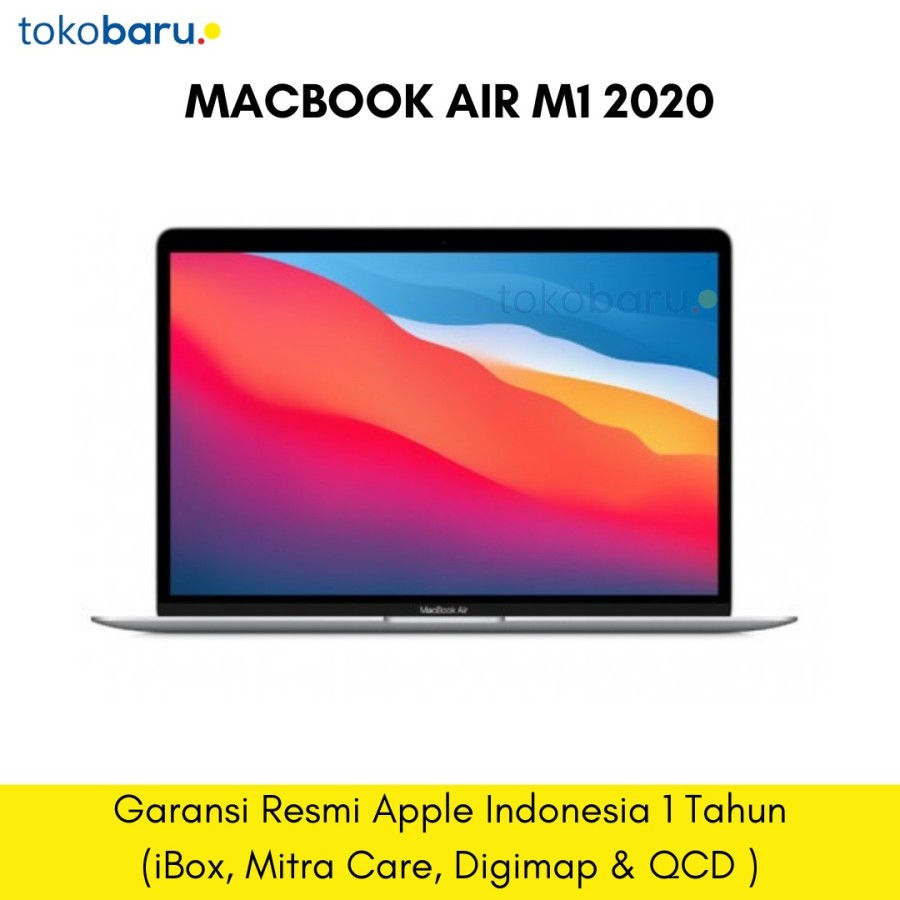 tokobaru.
MACBOOK AIR M1 2020
tokobaru.
MacBook Air
Garansi Resmi Apple Indonesia 1 Tahun
(iBox, Mitra Care, Digimap & QCD )